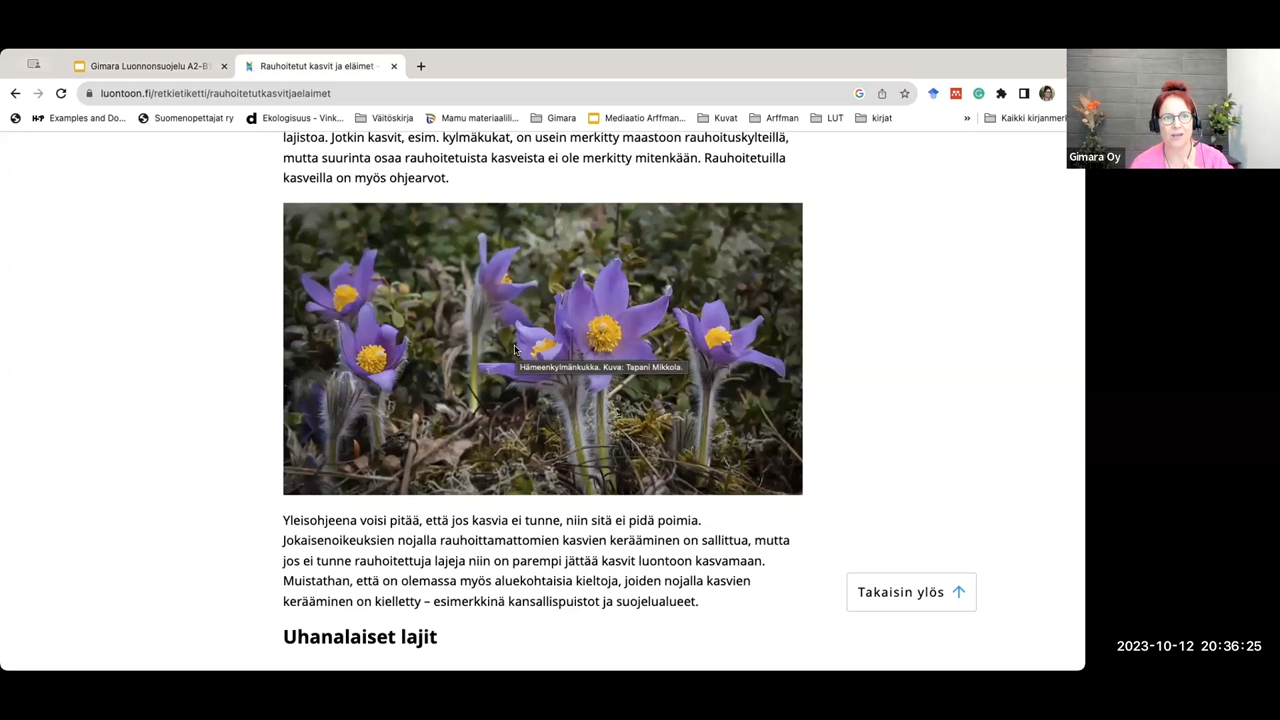 Gimara Luonnonsuojelu A2-B1
Rauhoitetut kasvit ja eläimet
luontoon.fi/retkietiketti/rauhoitetutkasvitjaelaimet
Examples and Do...
Suomenopettajat ry
Ekologisuus - Vink...
Väitöskirja
Mamu materiaalili...
Gimara
Mediaatio Arffman...
Kuvat
Arffman
LUT
kirjat
»
Kaikki kirjanmerk
Gimara Oy
lajistoa. Jotkin kasvit, esim. kylmäkukat, on usein merkitty maastoon rauhoituskylteillä,
mutta suurinta osaa rauhoitetuista kasveista ei ole merkitty mitenkään. Rauhoitetuilla
kasveilla on myös ohjearvot.
Hämeenkylmänkukka. Kuva: Tapani Mikkola.
Yleisohjeena voisi pitää, että jos kasvia ei tunne, niin sitä ei pidä poimia.
Jokaisenoikeuksien nojalla rauhoittamattomien kasvien kerääminen on sallittua, mutta
jos ei tunne rauhoitettuja lajeja niin on parempi jättää kasvit luontoon kasvamaan.
Muistathan, että on olemassa myös aluekohtaisia kieltoja, joiden nojalla kasvien
kerääminen on kielletty – esimerkkinä kansallispuistot ja suojelualueet.
Takaisin ylös
Uhanalaiset lajit
2023-10-12 20:36:25